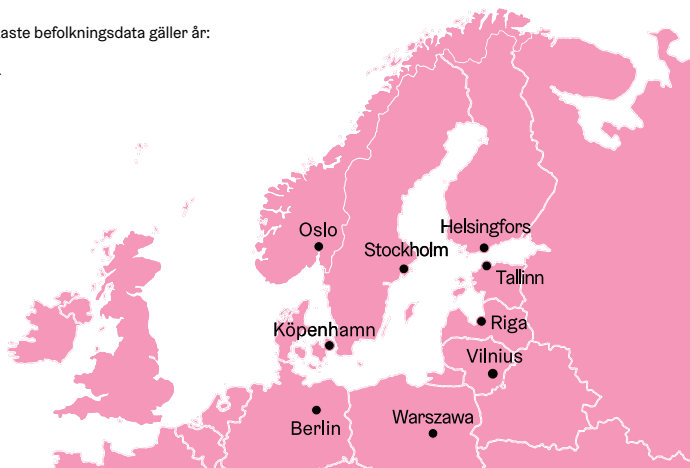 aste befolkningsdata gäller år:
Oslo
Helsingfors
Stockholm
Tallinn
Köpenhamn
Riga
Vilnius
Warszawa
Berlin